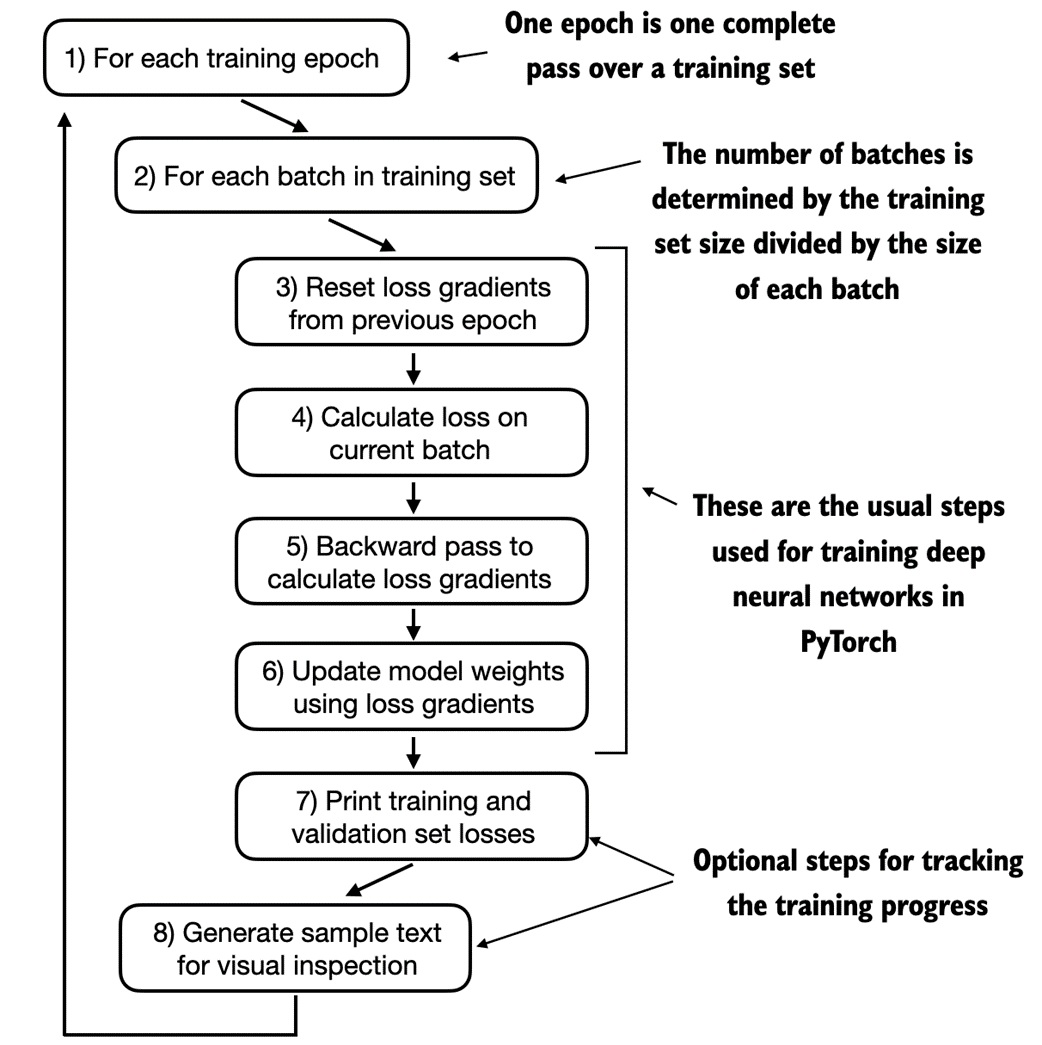 1) For each training epoch
One epoch is one complete
pass over a training set
2) For each batch in training set
The number of batches is
determined by the training
set size divided by the size
of each batch
3) Reset loss gradients
from previous epoch
4) Calculate loss on
current batch
5) Backward pass to
calculate loss gradients
6) Update model weights
using loss gradients
These are the usual steps
used for training deep
neural networks in
PyTorch
7) Print training and
validation set losses
8) Generate sample text
for visual inspection
Optional steps for tracking
the training progress